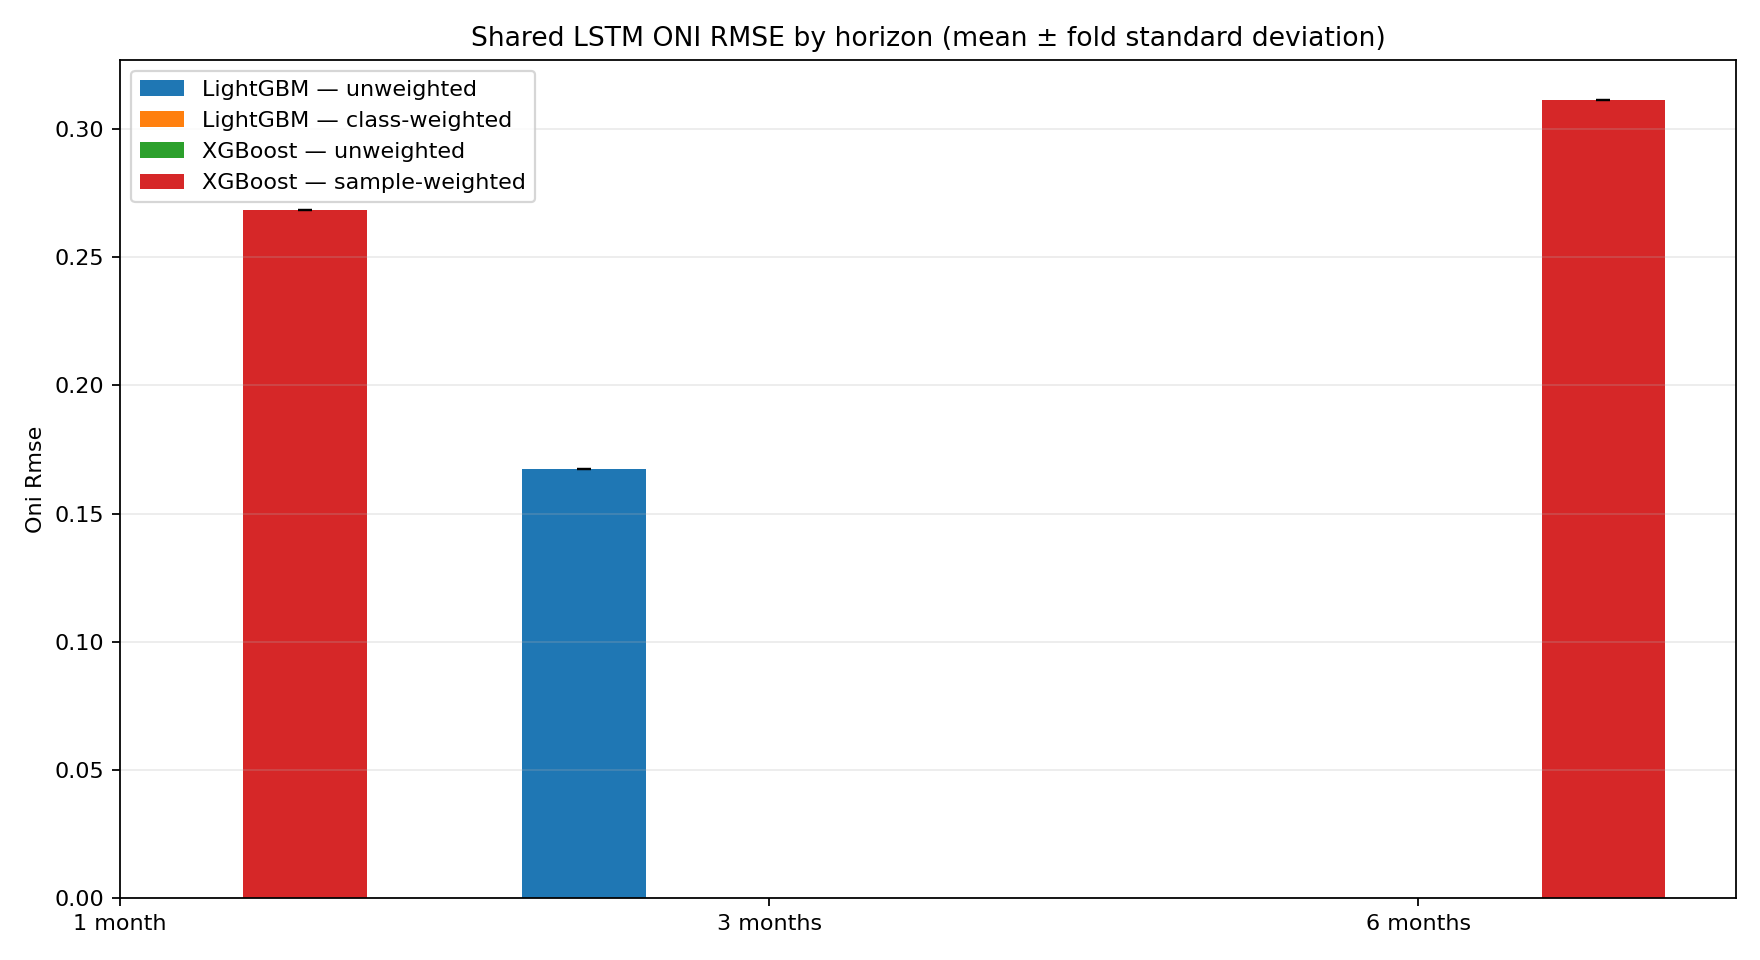 Shared LSTM ONI RMSE by horizon (mean ± fold standard deviation)
LightGBM — unweighted
LightGBM — class-weighted
XGBoost — unweighted
XGBoost — sample-weighted
Oni Rmse
0.30
0.25
0.20
0.15
0.10
0.05
0.00
1 month
3 months
6 months